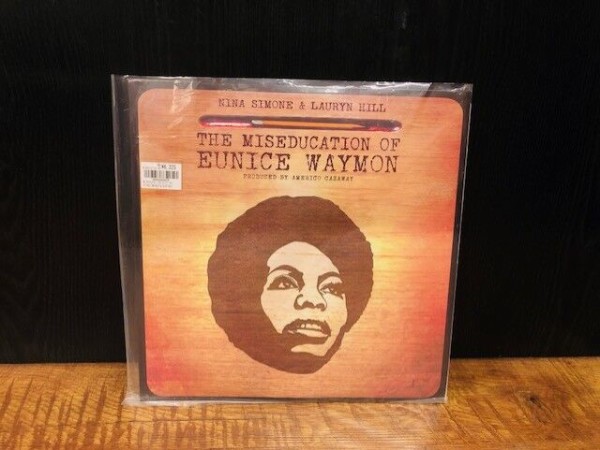 NINA SIMONE & LAURYN HILL
THE MISEDUCATION OF
EUNICE WAYMON
PRODUCED BY AMERIGO GAZAWAY